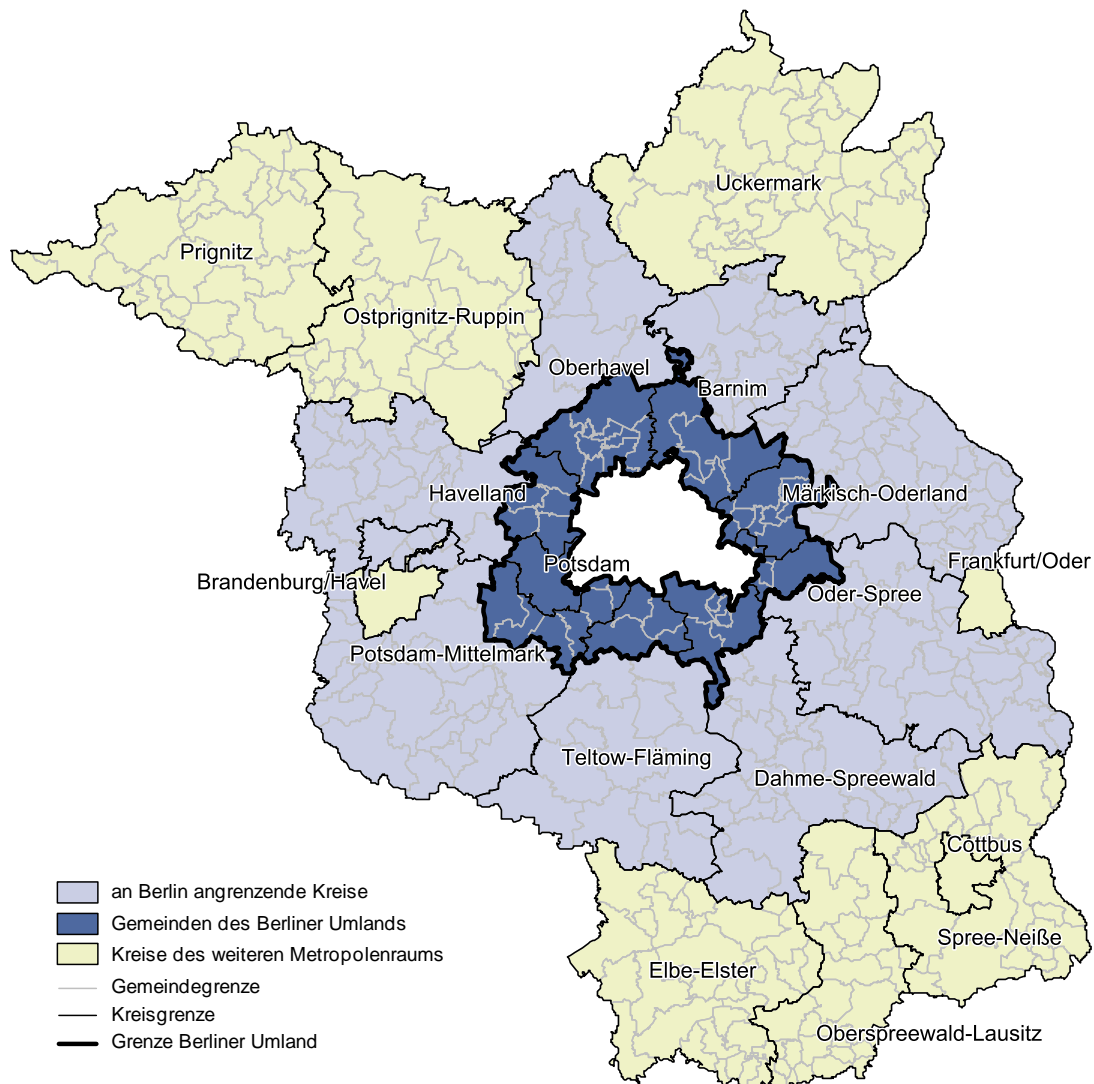 Uckermark
Prignitz
Ostprignitz-Ruppin
Oberhavel
Barnim
Havelland
Märkisch-Oderland
Potsdam
Frankfurt/Oder
Brandenburg/Havel
Oder-Spree
Potsdam-Mittelmark
Teltow-Fläming
Dahme-Spreewald
Cottbus
Spree-Neiße
Elbe-Elster
Oberspreewald-Lausitz
an Berlin angrenzende Kreise
Gemeinden des Berliner Umlands
Kreise des weiteren Metropolenraums
Gemeindegrenze
Kreisgrenze
Grenze Berliner Umland